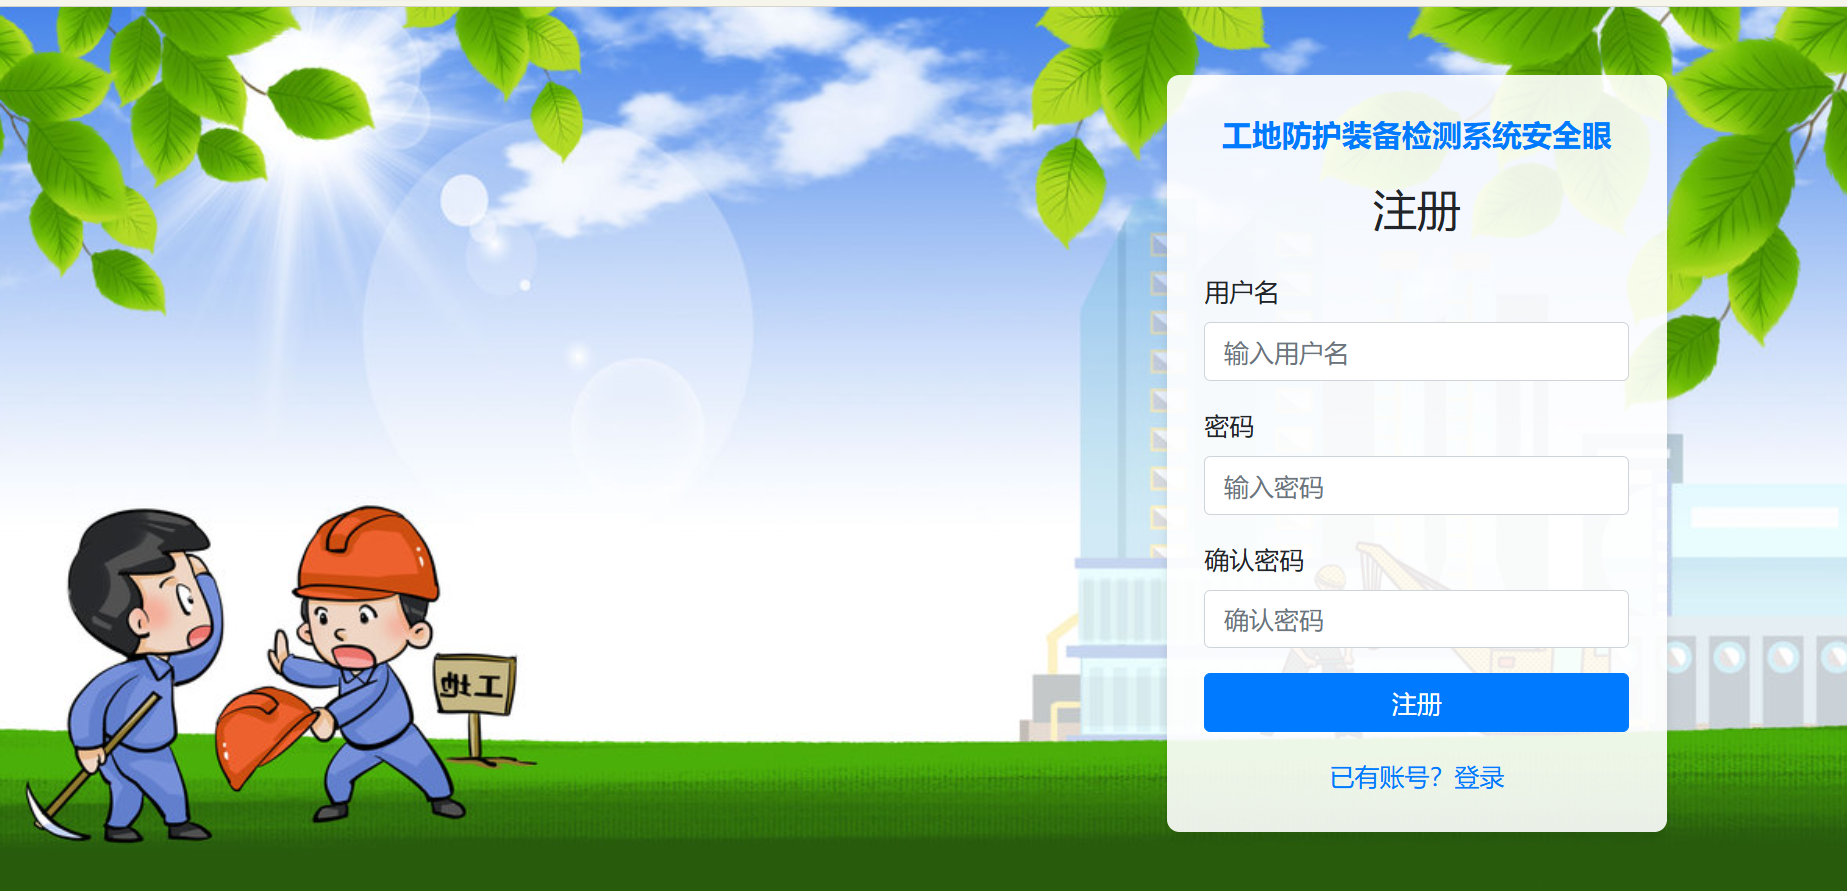 工地防护装备检测系统安全眼
注册
用户名
输入用户名
密码
输入密码
确认密码
确认密码
注册
已有账号？登录
工地